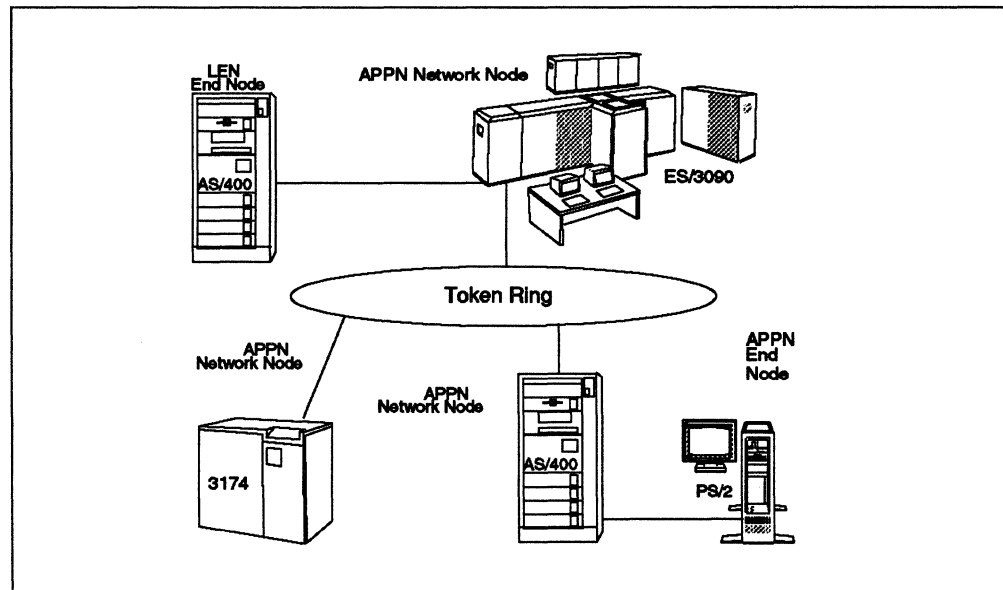 LEN
End Node
APPN Network Node
AS/400
ES/3090
Token Ring
APPN
Network Node
3174
APPN
Network Node
AS/400
APPN
End
Node
PS/2